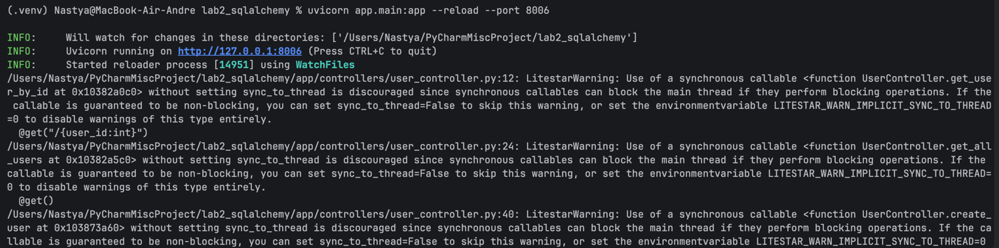 (.venv) Nastya@MacBook-Air-Andre lab2_sqlalchemy % uvicorn app.main:app --reload --port 8006
INFO:     Will watch for changes in these directories: ['/Users/Nastya/PyCharmMiscProject/lab2_sqlalchemy']
INFO:     Uvicorn running on http://127.0.0.1:8006 (Press CTRL+C to quit)
INFO:     Started reloader process [14951] using WatchFiles
/Users/Nastya/PyCharmMiscProject/lab2_sqlalchemy/app/controllers/user_controller.py:12: LitestarWarning: Use of a synchronous callable <function UserController.get_use
r_by_id at 0x10382a0c0> without setting sync_to_thread is discouraged since synchronous callables can block the main thread if they perform blocking operations. If the
 callable is guaranteed to be non-blocking, you can set sync_to_thread=False to skip this warning, or set the environmentvariable LITESTAR_WARN_IMPLICIT_SYNC_TO_THREAD
=0 to disable warnings of this type entirely.
  @get("/{user_id:int}")
/Users/Nastya/PyCharmMiscProject/lab2_sqlalchemy/app/controllers/user_controller.py:24: LitestarWarning: Use of a synchronous callable <function UserController.get_all
_users at 0x10382a5c0> without setting sync_to_thread is discouraged since synchronous callables can block the main thread if they perform blocking operations. If the
callable is guaranteed to be non-blocking, you can set sync_to_thread=False to skip this warning, or set the environmentvariable LITESTAR_WARN_IMPLICIT_SYNC_TO_THREAD=
0 to disable warnings of this type entirely.
  @get()
/Users/Nastya/PyCharmMiscProject/lab2_sqlalchemy/app/controllers/user_controller.py:40: LitestarWarning: Use of a synchronous callable <function UserController.create_
user at 0x103873a60> without setting sync_to_thread is discouraged since synchronous callables can block the main thread if they perform blocking operations. If the ca
llable is guaranteed to be non-blocking, you can set sync_to_thread=False to skip this warning, or set the environmentvariable LITESTAR_WARN_IMPLICIT_SYNC_TO_THREAD=0